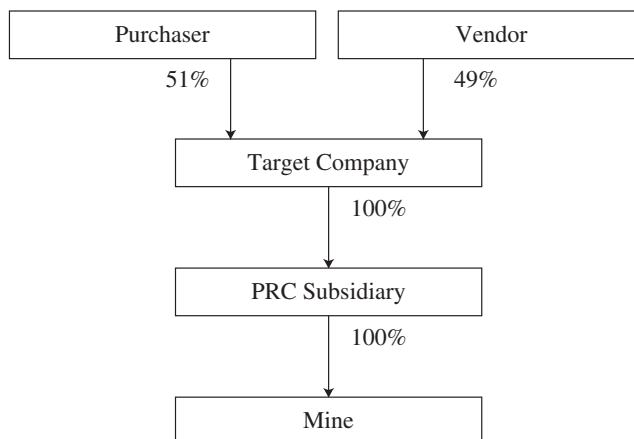 Purchaser
Vendor
51%
49%
Target Company
100%
PRC Subsidiary
100%
Mine